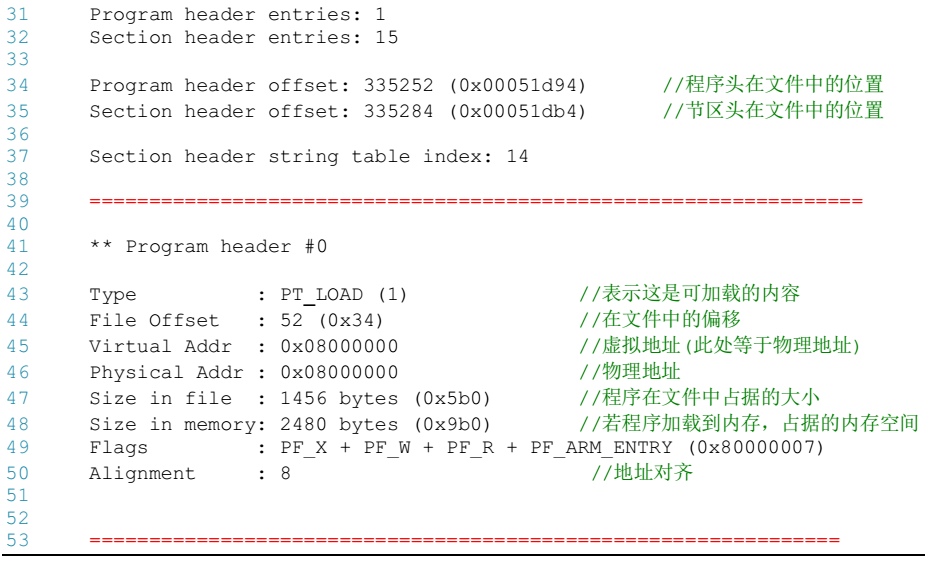 31 Program header entries: 1
32 Section header entries: 15
33
34 Program header offset: 335252 (0x00051d94) //程序头在文件中的位置
35 Section header offset: 335284 (0x00051db4) //节区头在文件中的位置
36
37 Section header string table index: 14
38
39 =================================================================
40
41 ** Program header #0
42
43 Type : PT_LOAD (1) //表示这是可加载的内容
44 File Offset : 52 (0x34) //在文件中的偏移
45 Virtual Addr : 0x08000000 //虚拟地址(此处等于物理地址)
46 Physical Addr : 0x08000000 //物理地址
47 Size in file : 1456 bytes (0x5b0) //程序在文件中占据的大小
48 Size in memory: 2480 bytes (0x9b0) //若程序加载到内存，占据的内存空间
49 Flags : PF_X + PF_W + PF_R + PF_ARM_ENTRY (0x80000007)
50 Alignment : 8 //地址对齐
51
52
53 ===============================================================